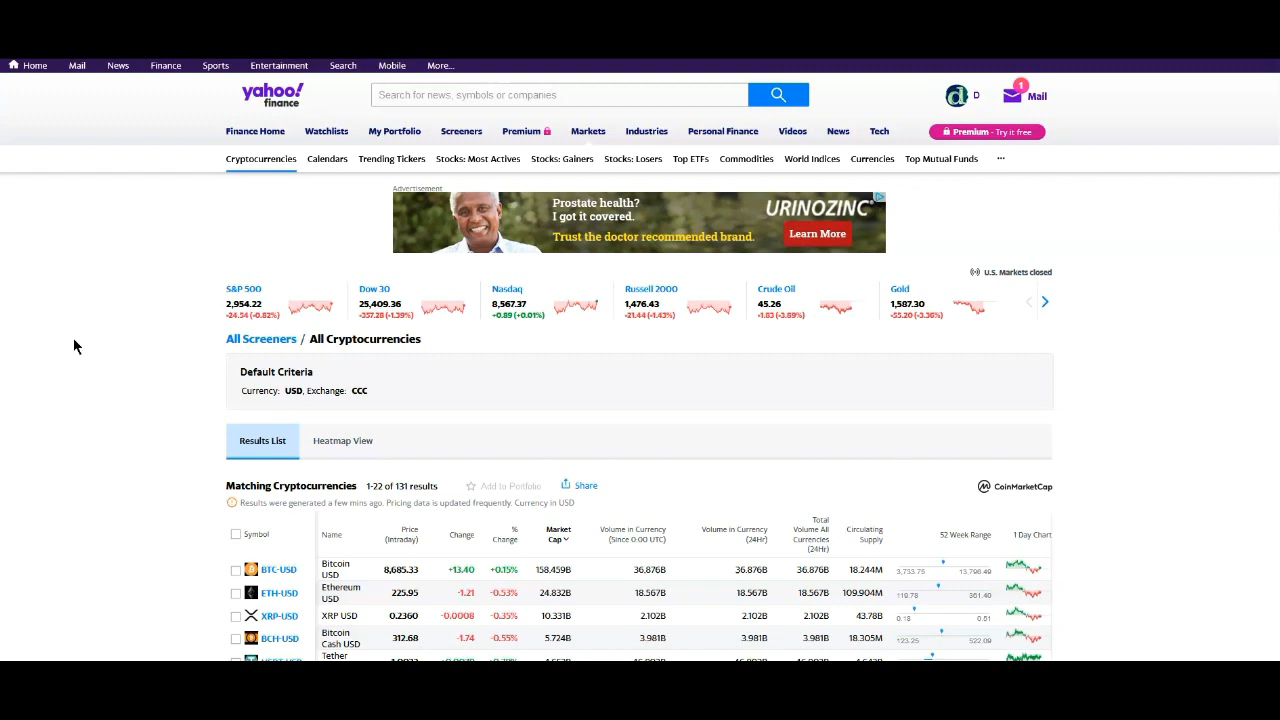 Home Mail News Finance Sports Entertainment Search Mobile More...
yahoo! finance
Search for news, symbols or companies
D
1
Mail
Finance Home Watchlists My Portfolio Screeners Premium Markets Industries Personal Finance Videos News Tech
Premium - Try it free
Cryptocurrencies Calendars Trending Tickers Stocks: Most Actives Stocks: Gainers Stocks: Losers Top ETFs Commodities World Indices Currencies Top Mutual Funds ...
Advertisement
Prostate health?
I got it covered.
Trust the doctor recommended brand.
URINOZINC®
Learn More
U.S. Markets closed
S&P 500 Dow 30 Nasdaq Russell 2000 Crude Oil Gold
2,954.22 25,409.36 8,567.37 1,476.43 45.26 1,587.30
-24.54 (-0.82%) -357.28 (-1.39%) +0.89 (+0.01%) -21.44 (-1.43%) -1.83 (-3.89%) -55.20 (-3.36%)
All Screeners / All Cryptocurrencies
Default Criteria
Currency: USD, Exchange: CCC
Results List Heatmap View
Matching Cryptocurrencies 1-22 of 131 results Add to Portfolio Share CoinMarketCap
Results were generated a few mins ago. Pricing data is updated frequently. Currency in USD
Symbol Name Price (Intraday) Change % Change Market Cap Volume in Currency (Since 0:00 UTC) Volume in Currency (24Hr) Total Volume All Currencies (24Hr) Circulating Supply 52 Week Range 1 Day Chart
BTC-USD Bitcoin USD 8,685.33 +13.40 +0.15% 158.459B 36.876B 36.876B 36.876B 18.244M 3,733.75 13,796.49
ETH-USD Ethereum USD 225.95 -1.21 -0.53% 24.832B 18.567B 18.567B 18.567B 109.904M 119.78 361.40
XRP-USD XRP USD 0.2360 -0.0008 -0.35% 10.331B 2.102B 2.102B 2.102B 43.78B 0.18 0.51
BCH-USD Bitcoin Cash USD 312.68 -1.74 -0.55% 5.724B 3.981B 3.981B 3.981B 18.305M 123.25 522.09
Tether